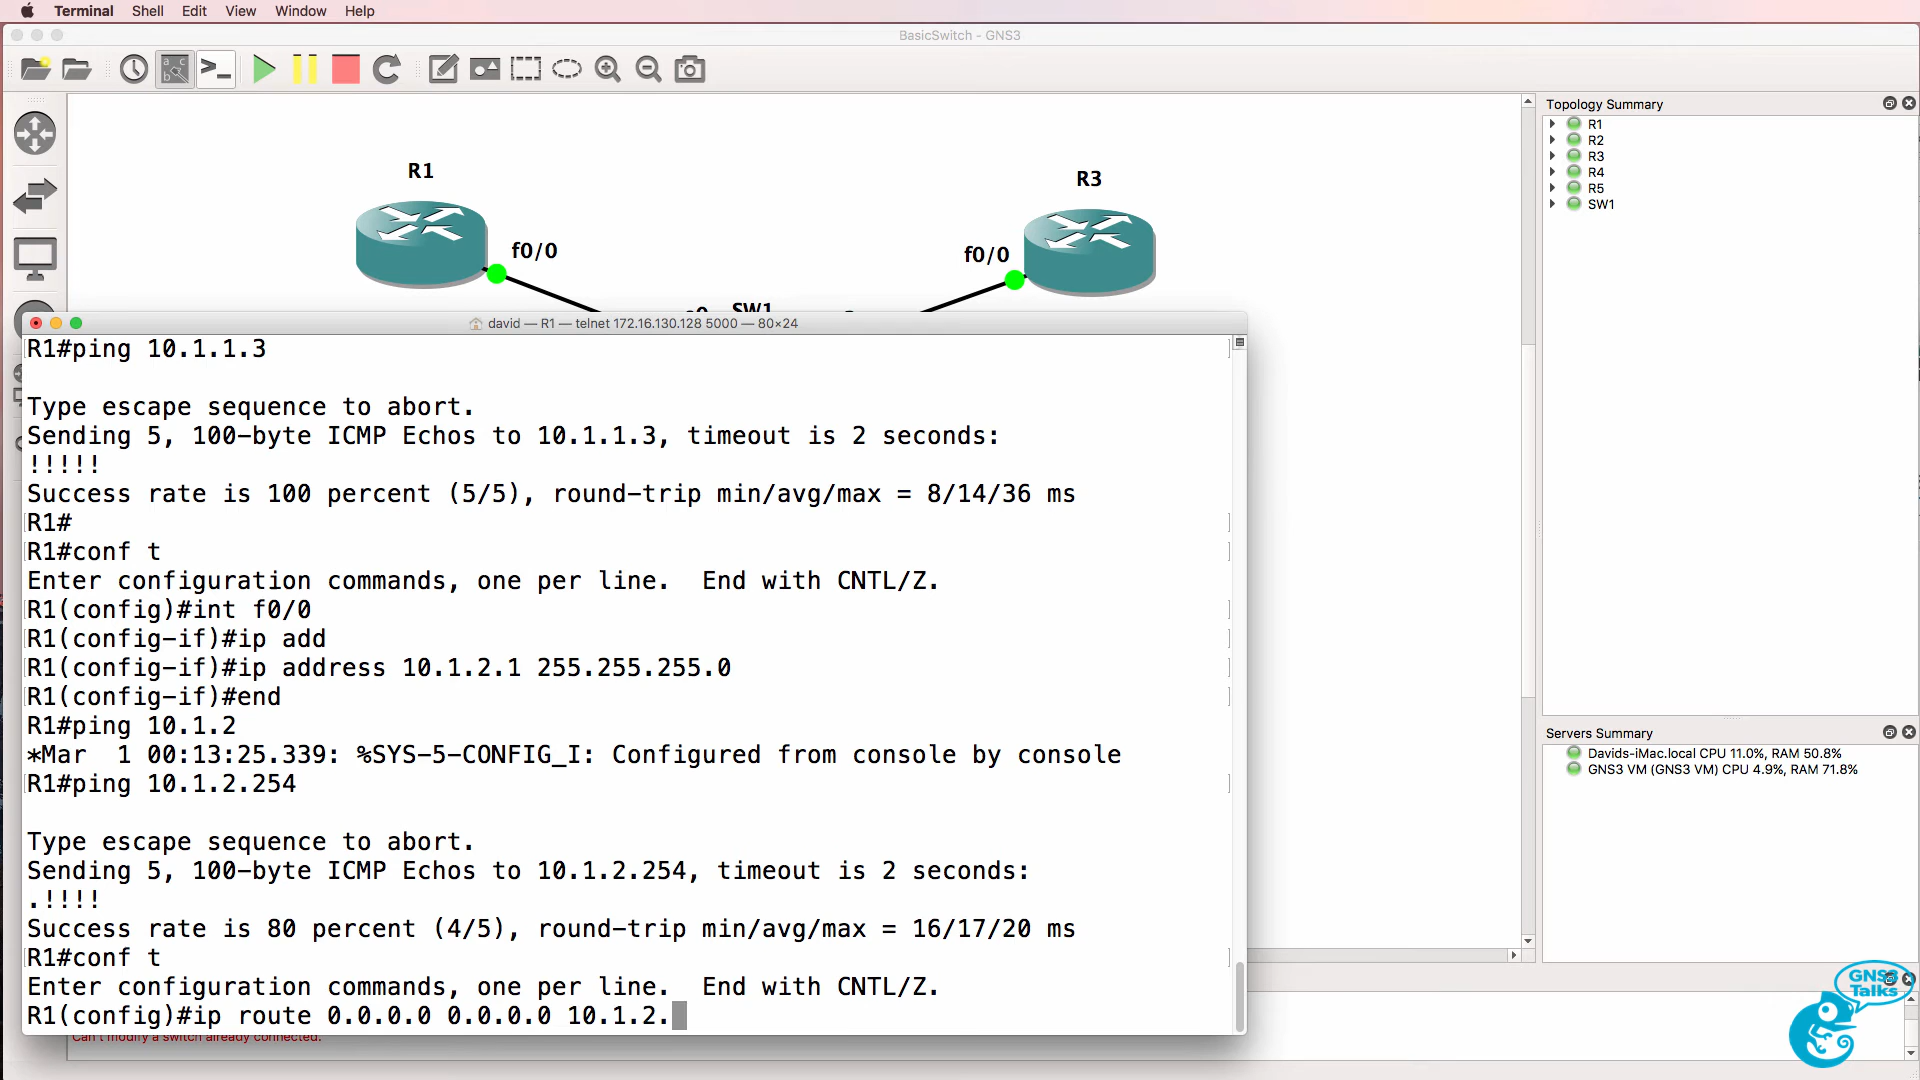 Terminal Shell Edit View Window Help
BasicSwitch - GNS3
Topology Summary
R1
R2
R3
R4
R5
SW1
R1
R3
f0/0
f0/0
SW1
david — R1 — telnet 172.16.130.128 5000 — 80×24
R1#ping 10.1.1.3
Type escape sequence to abort.
Sending 5, 100-byte ICMP Echos to 10.1.1.3, timeout is 2 seconds:
!!!!!
Success rate is 100 percent (5/5), round-trip min/avg/max = 8/14/36 ms
R1#
R1#conf t
Enter configuration commands, one per line.  End with CNTL/Z.
R1(config)#int f0/0
R1(config-if)#ip add
R1(config-if)#ip address 10.1.2.1 255.255.255.0
R1(config-if)#end
R1#ping 10.1.2
*Mar  1 00:13:25.339: %SYS-5-CONFIG_I: Configured from console by console
R1#ping 10.1.2.254
Type escape sequence to abort.
Sending 5, 100-byte ICMP Echos to 10.1.2.254, timeout is 2 seconds:
.!!!!
Success rate is 80 percent (4/5), round-trip min/avg/max = 16/17/20 ms
R1#conf t
Enter configuration commands, one per line.  End with CNTL/Z.
R1(config)#ip route 0.0.0.0 0.0.0.0 10.1.2.
Can't modify a switch already connected.
Servers Summary
Davids-iMac.local CPU 11.0%, RAM 50.8%
GNS3 VM (GNS3 VM) CPU 4.9%, RAM 71.8%
GNS3
Talks